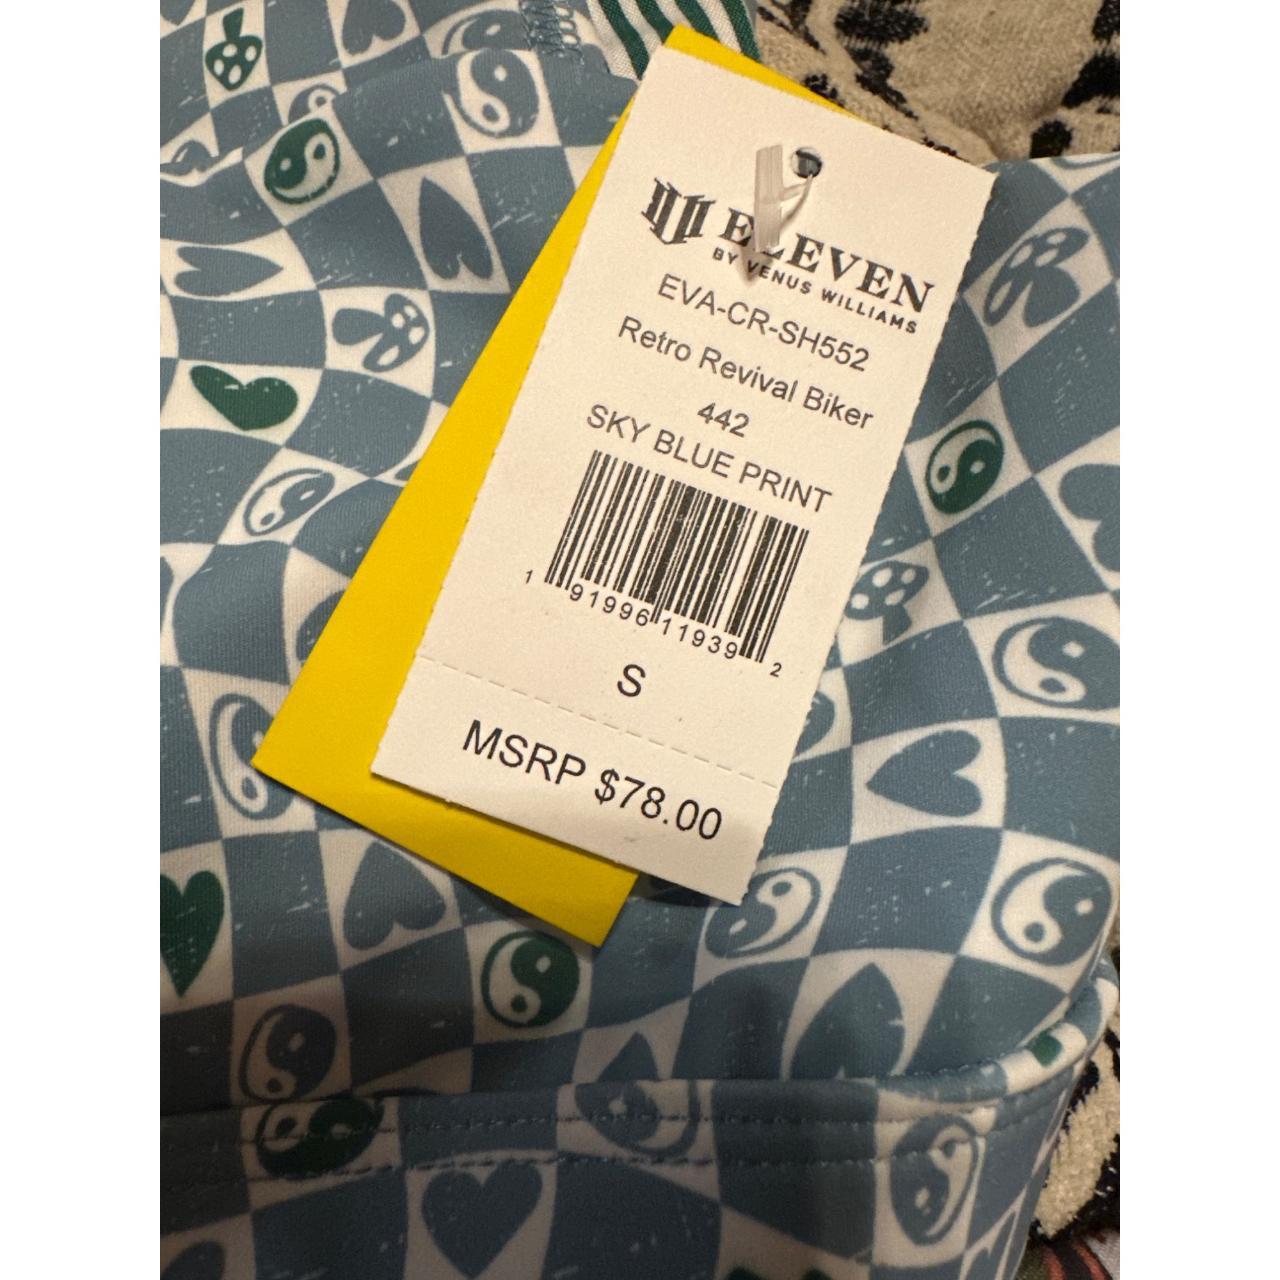 ELEVEN
BY VENUS WILLIAMS
EVA-CR-SH552
Retro Revival Biker
442
SKY BLUE PRINT
1 91996 11939 2
S
MSRP $78.00